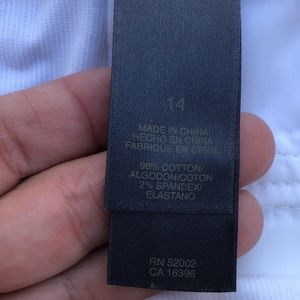 14
MADE IN CHINA
HECHO EN CHINA
FABRIQUE EN CHINE
98% COTTON/
ALGODON/COTON
2% SPANDEX/
ELASTANO
RN 52002
CA 16396